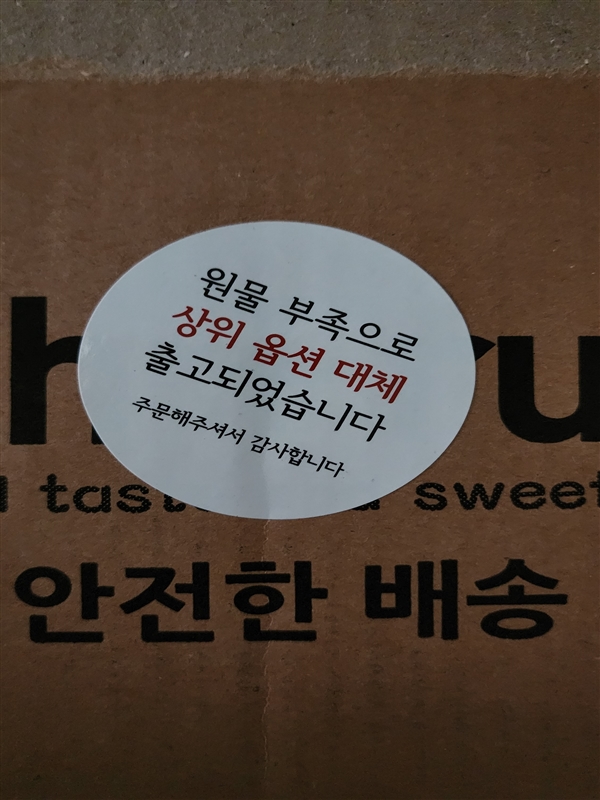 원물 부족으로
상위 옵션 대체
출고되었습니다
주문해주셔서 감사합니다
sweet
안전한 배송